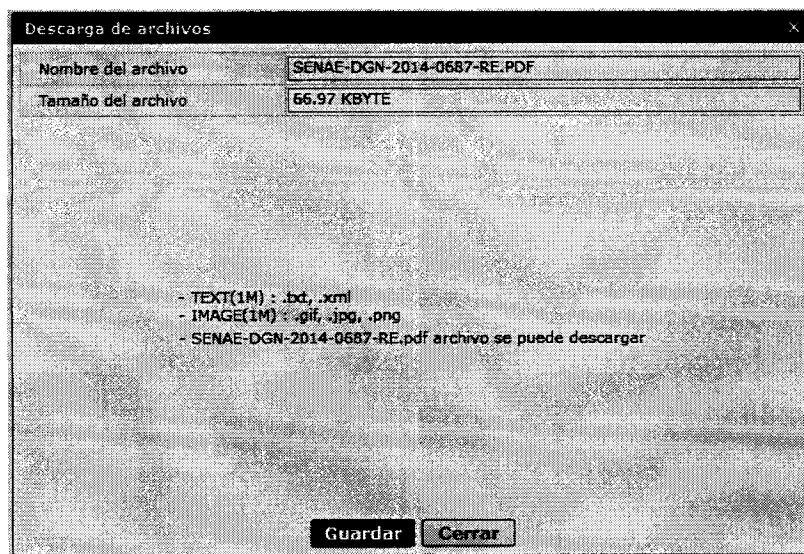 Descarga de archivos ×
Nombre del archivo SENAE-DGN-2014-0687-RE.PDF
Tamaño del archivo 66.97 KBYTE
- TEXT(1M) : .txt, .xml
- IMAGE(1M) : .gif, .jpg, .png
- SENAE-DGN-2014-0687-RE.pdf archivo se puede descargar
Guardar Cerrar